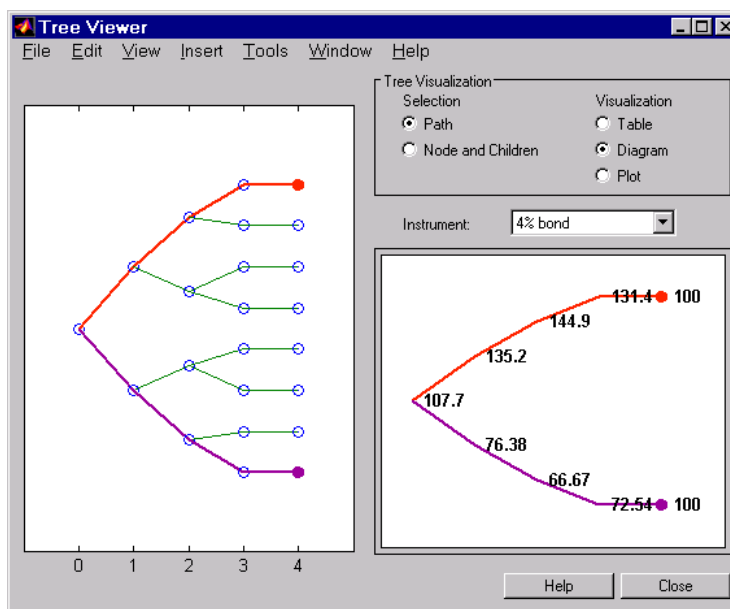 Tree Viewer
File Edit View Insert Tools Window Help
Tree Visualization
Selection Visualization
Path Table
Node and Children Diagram
Plot
Instrument: 4% bond
131.4 100
144.9
135.2
107.7
76.38
66.67
72.54 100
0 1 2 3 4
Help Close